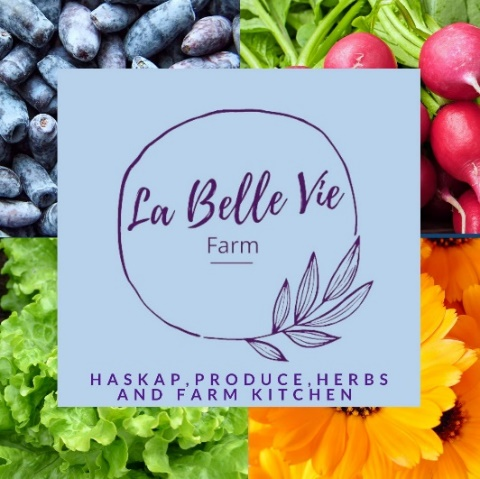 La Belle Vie
Farm
HASKAP,PRODUCE,HERBS
AND FARM KITCHEN